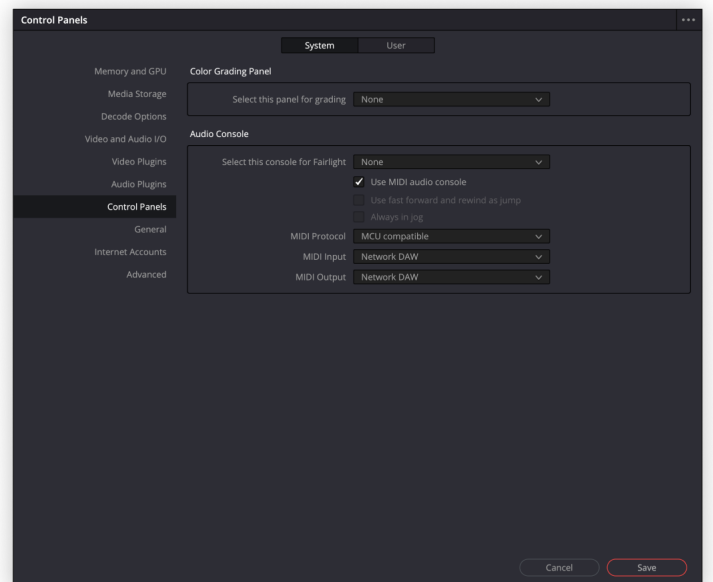 Control Panels
System User
Memory and GPU
Media Storage
Decode Options
Video and Audio I/O
Video Plugins
Audio Plugins
Control Panels
General
Internet Accounts
Advanced
Color Grading Panel
Select this panel for grading None
Audio Console
Select this console for Fairlight None
Use MIDI audio console
Use fast forward and rewind as jump
Always in jog
MIDI Protocol MCU compatible
MIDI Input Network DAW
MIDI Output Network DAW
Cancel Save